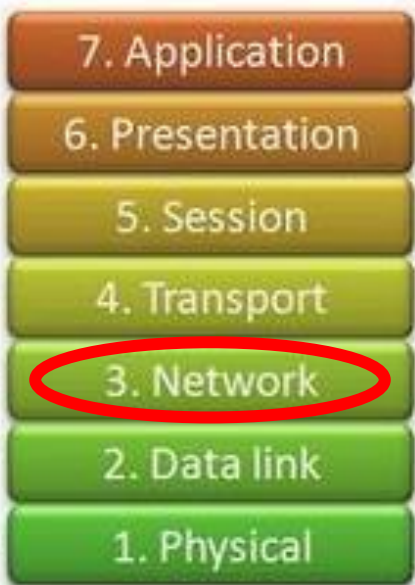 7. Application
6. Presentation
5. Session
4. Transport
3. Network
2. Data link
1. Physical